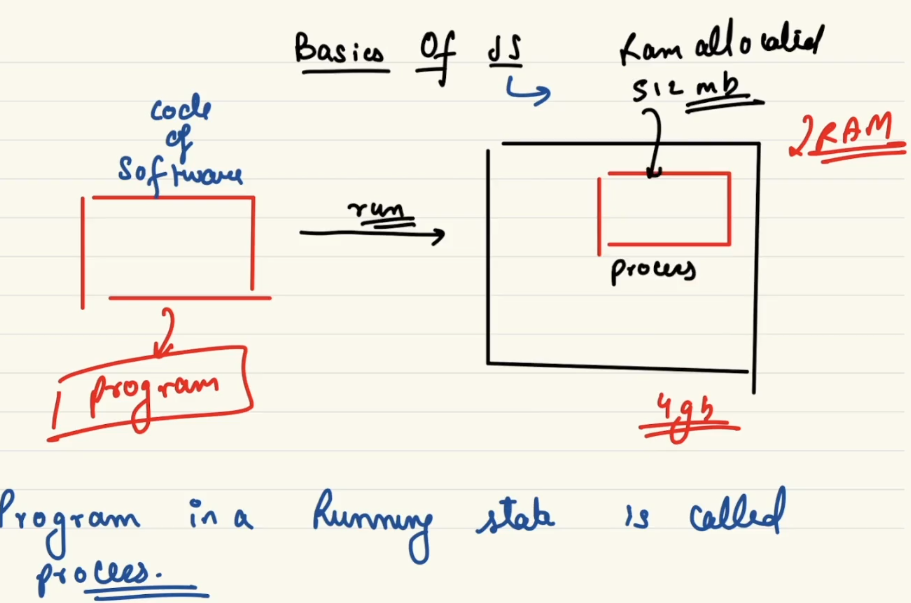 Basics Of OS
Ram allocated
512 mb
code
of
Software
RAM
run
process
program
4gb
Program in a Running state is called
process.